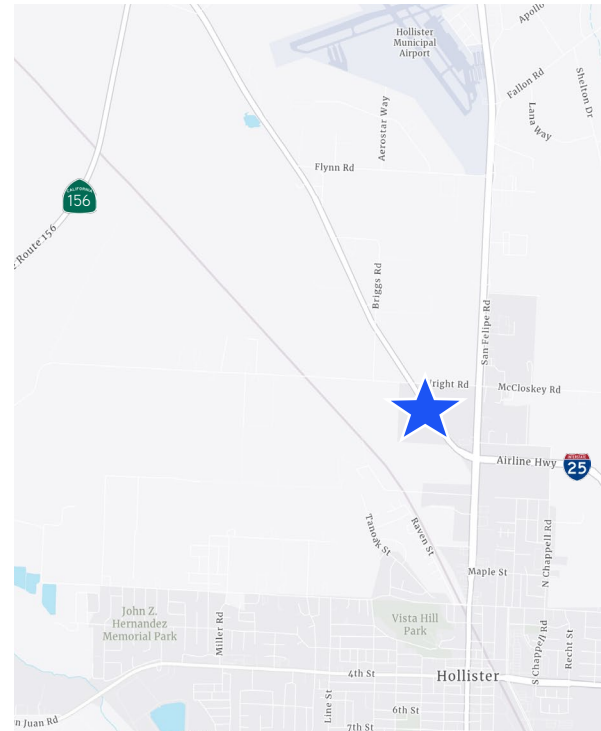 Apollo
Hollister
Municipal
Airport
Fallon Rd
Shelton Dr
Lana Way
Aerostar Way
Flynn Rd
CALIFORNIA
156
e Route 156
Briggs Rd
San Felipe Rd
right Rd
McCloskey Rd
Airline Hwy
25
Tanoak St
Raven St
N Chappell Rd
Maple St
John Z.
Hernandez
Memorial Park
Miller Rd
Vista Hill
Park
S Chappell Rd
Recht St
4th St
Hollister
Line St
6th St
n Juan Rd
7th St